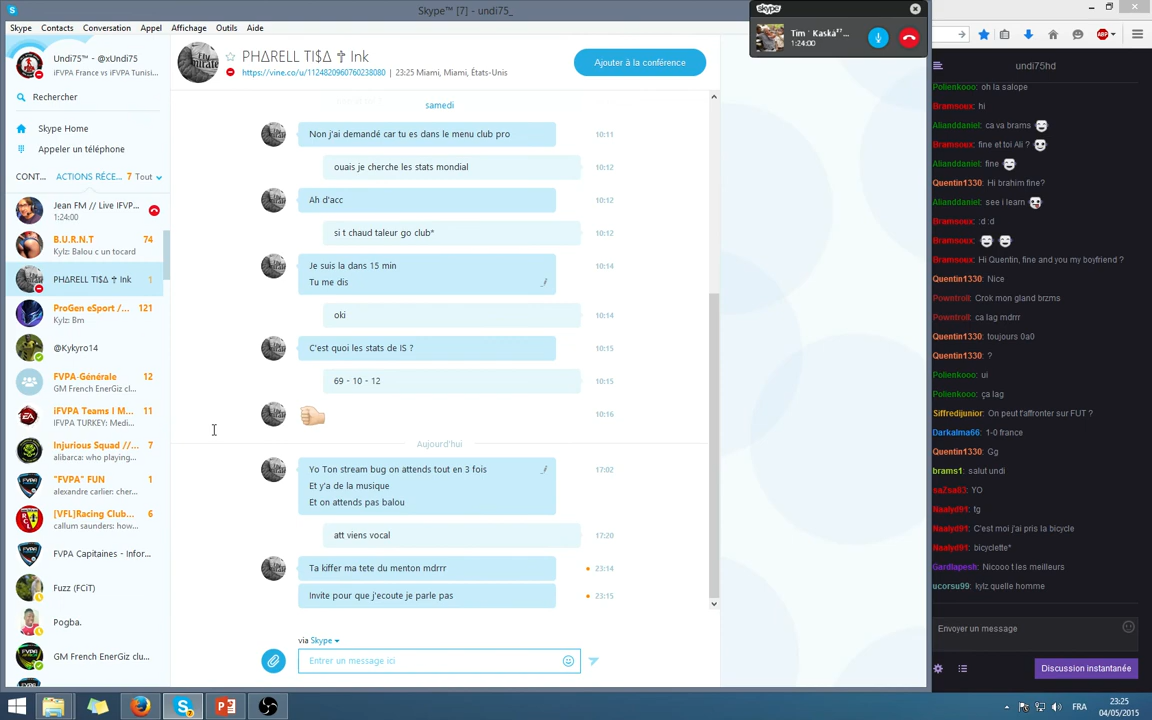 Skype™ [7] - undi75_
Skype Contacts Conversation Appel Affichage Outils Aide
Undi75™ - @xUndi75
iFVPA France vs iFVPA Tunisi...
Rechercher
Skype Home
Appeler un téléphone
CONT... ACTIONS RÉCE... 7 Tout
Jean FM // Live IFVP...
1:24:00
B.U.R.N.T 74
Kylz: Balou c un tocard
PHΔRELL TI$Δ ✞ Ink 1
ProGen eSport /... 121
Kylz: Bm
@Kykyro14
FVPA-Générale 12
GM French EnerGiz clu...
iFVPA Teams I M... 11
IFVPA TURKEY: Medi...
Injurious Squad //... 7
alibarca: who playing...
"FVPA" FUN 1
alexandre carlier: cher...
[VFL]Racing Club... 6
callum saunders: how...
FVPA Capitaines - Infor...
Fuzz (FCiT)
Pogba.
GM French EnerGiz clu...
PHΔRELL TI$Δ ✞ Ink
https://vine.co/u/1124820960760238080 | 23:25 Miami, Miami, États-Unis
Ajouter à la conférence
samedi
Non j'ai demandé car tu es dans le menu club pro 10:11
ouais je cherche les stats mondial 10:12
Ah d'acc 10:12
si t chaud taleur go club* 10:12
Je suis la dans 15 min 10:14
Tu me dis
oki 10:14
C'est quoi les stats de IS ? 10:15
69 - 10 - 12 10:15
10:16
Aujourd'hui
Yo Ton stream bug on attends tout en 3 fois 17:02
Et y'a de la musique
Et on attends pas balou
att viens vocal 17:20
Ta kiffer ma tete du menton mdrrr 23:14
Invite pour que j'ecoute je parle pas 23:15
via Skype
Entrer un message ici
skype
Tim ' Kaska²⁷...
1:24:00
ABP
undi75hd
Polienkooo: oh la salope
Bramsoux: hi
Alianddaniel: ca va brams
Bramsoux: fine et toi Ali ?
Alianddaniel: fine
Quentin1330: Hi brahim fine?
Alianddaniel: see i learn
Bramsoux: :d :d
Bramsoux:
Bramsoux: Hi Quentin, fine and you my boyfriend ?
Quentin1330: Nice
Powntroll: Crok mon gland brzms
Powntroll: ca lag mdrrr
Quentin1330: toujours 0a0
Quentin1330: ?
Polienkooo: ui
Polienkooo: ça lag
Siffredijunior: On peut t'affronter sur FUT ?
Darkalma66: 1-0 france
Quentin1330: Gg
brams1: salut undi
saZsa83: YO
Naalyd91: tg
Naalyd91: C'est moi j'ai pris la bicycle
Naalyd91: bicyclette*
Gardlapesh: Nicooo t les meilleurs
ucorsu99: kylz quelle homme
Envoyer un message
Discussion instantanée
FRA
23:25
04/05/2015